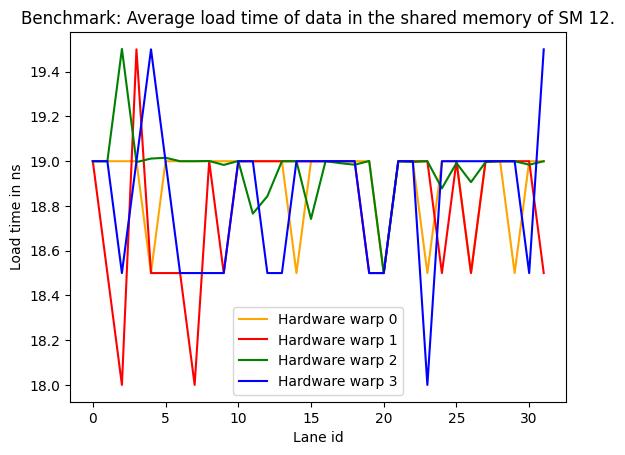 Benchmark: Average load time of data in the shared memory of SM 12.
Load time in ns
19.4
19.2
19.0
18.8
18.6
18.4
18.2
18.0
Hardware warp 0
Hardware warp 1
Hardware warp 2
Hardware warp 3
0 5 10 15 20 25 30
Lane id